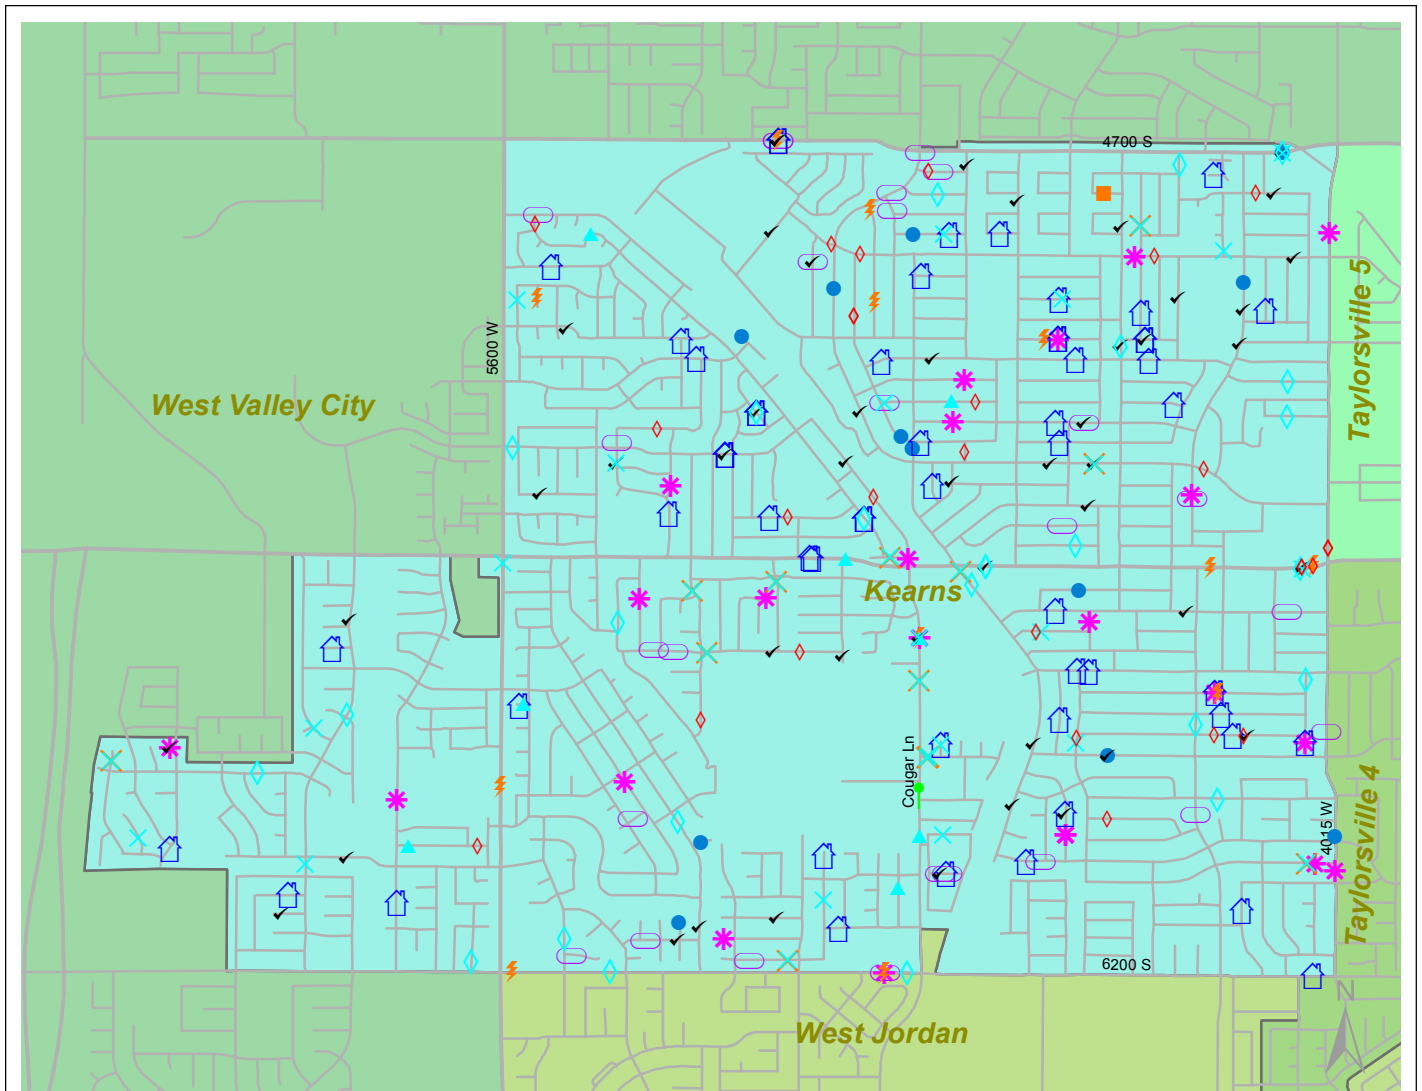 4700 S
Taylorsville 5
5600 W
West Valley City
Kearns
Cougar Ln
4015 W
Taylorsville 4
6200 S
N
West Jordan